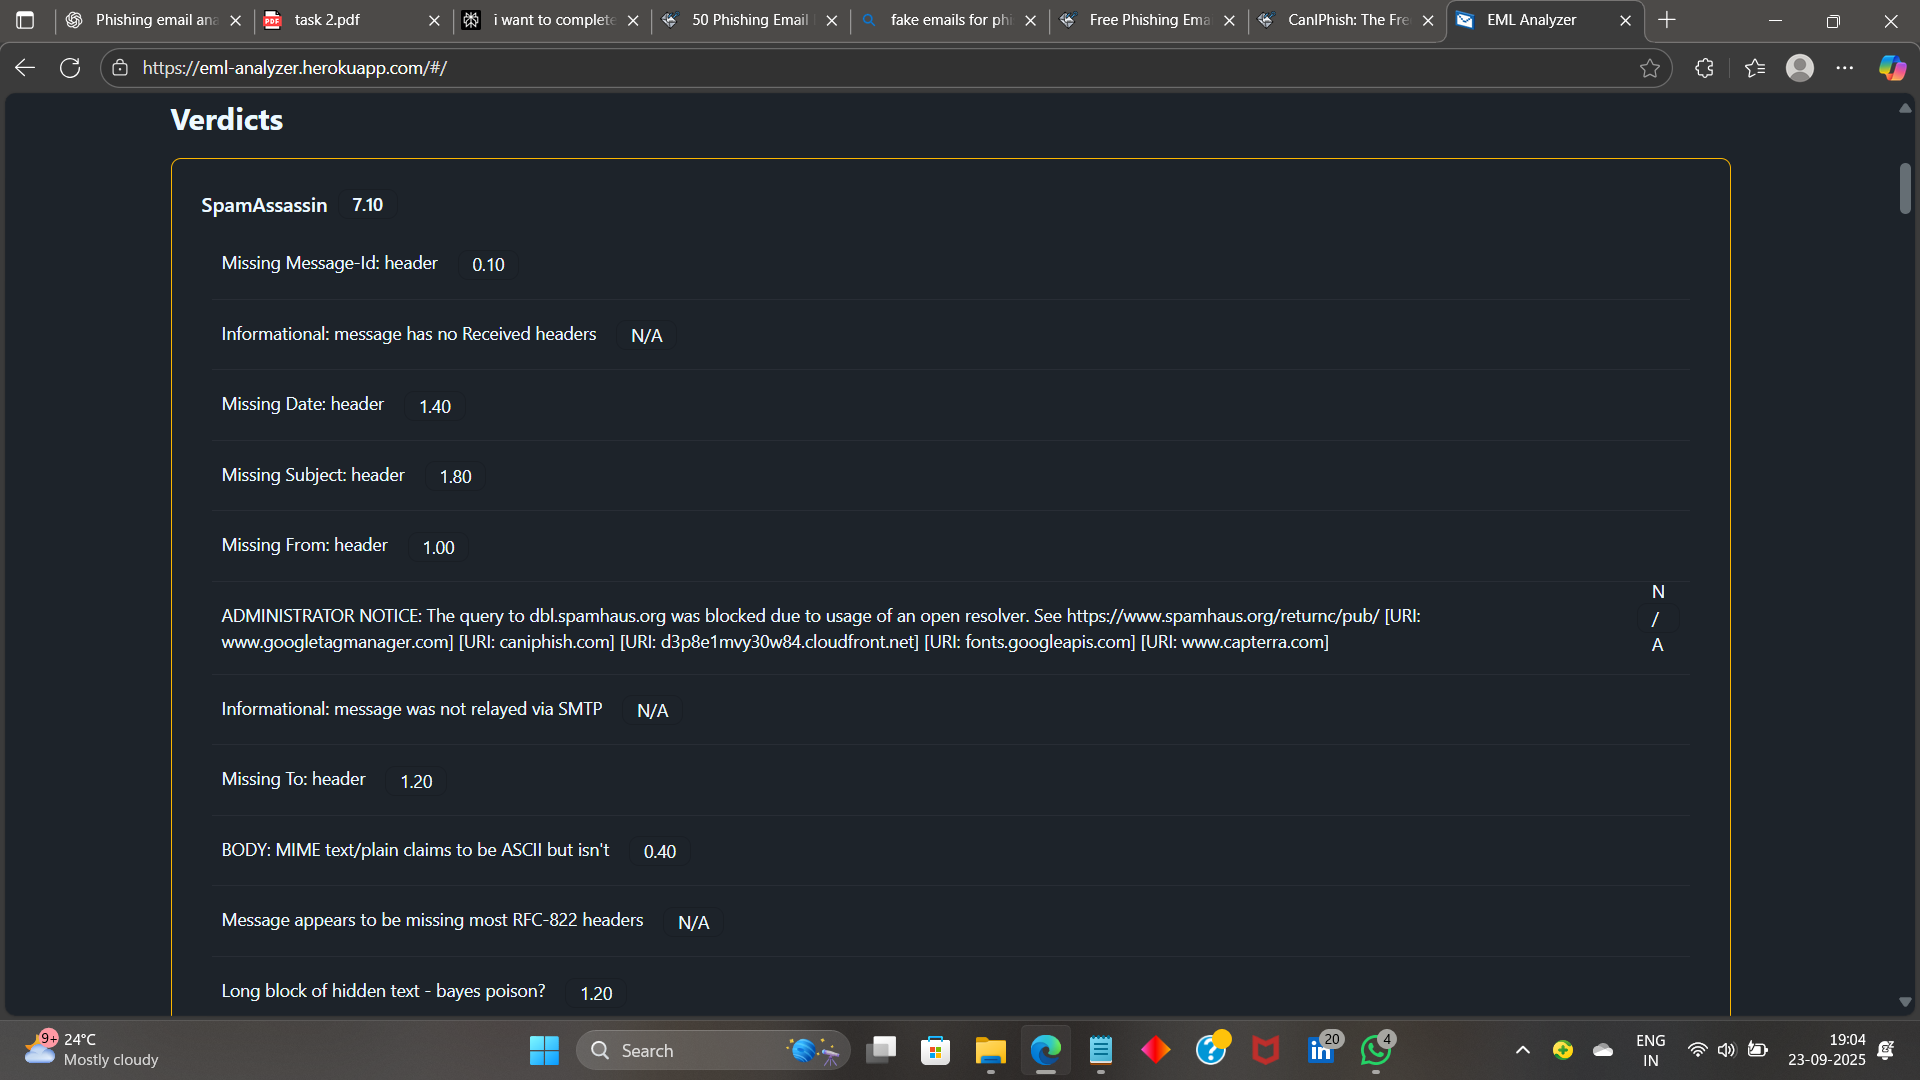 Phishing email ana
task 2.pdf
i want to complete
50 Phishing Email
fake emails for phi
Free Phishing Ema
CanIPhish: The Fre
EML Analyzer
https://eml-analyzer.herokuapp.com/#/
Verdicts
SpamAssassin 7.10
Missing Message-Id: header 0.10
Informational: message has no Received headers N/A
Missing Date: header 1.40
Missing Subject: header 1.80
Missing From: header 1.00
ADMINISTRATOR NOTICE: The query to dbl.spamhaus.org was blocked due to usage of an open resolver. See https://www.spamhaus.org/returnc/pub/ [URI:
www.googletagmanager.com] [URI: caniphish.com] [URI: d3p8e1mvy30w84.cloudfront.net] [URI: fonts.googleapis.com] [URI: www.capterra.com]
N
/
A
Informational: message was not relayed via SMTP N/A
Missing To: header 1.20
BODY: MIME text/plain claims to be ASCII but isn't 0.40
Message appears to be missing most RFC-822 headers N/A
Long block of hidden text - bayes poison? 1.20
9+
24°C
Mostly cloudy
Search
20
4
ENG
IN
19:04
23-09-2025